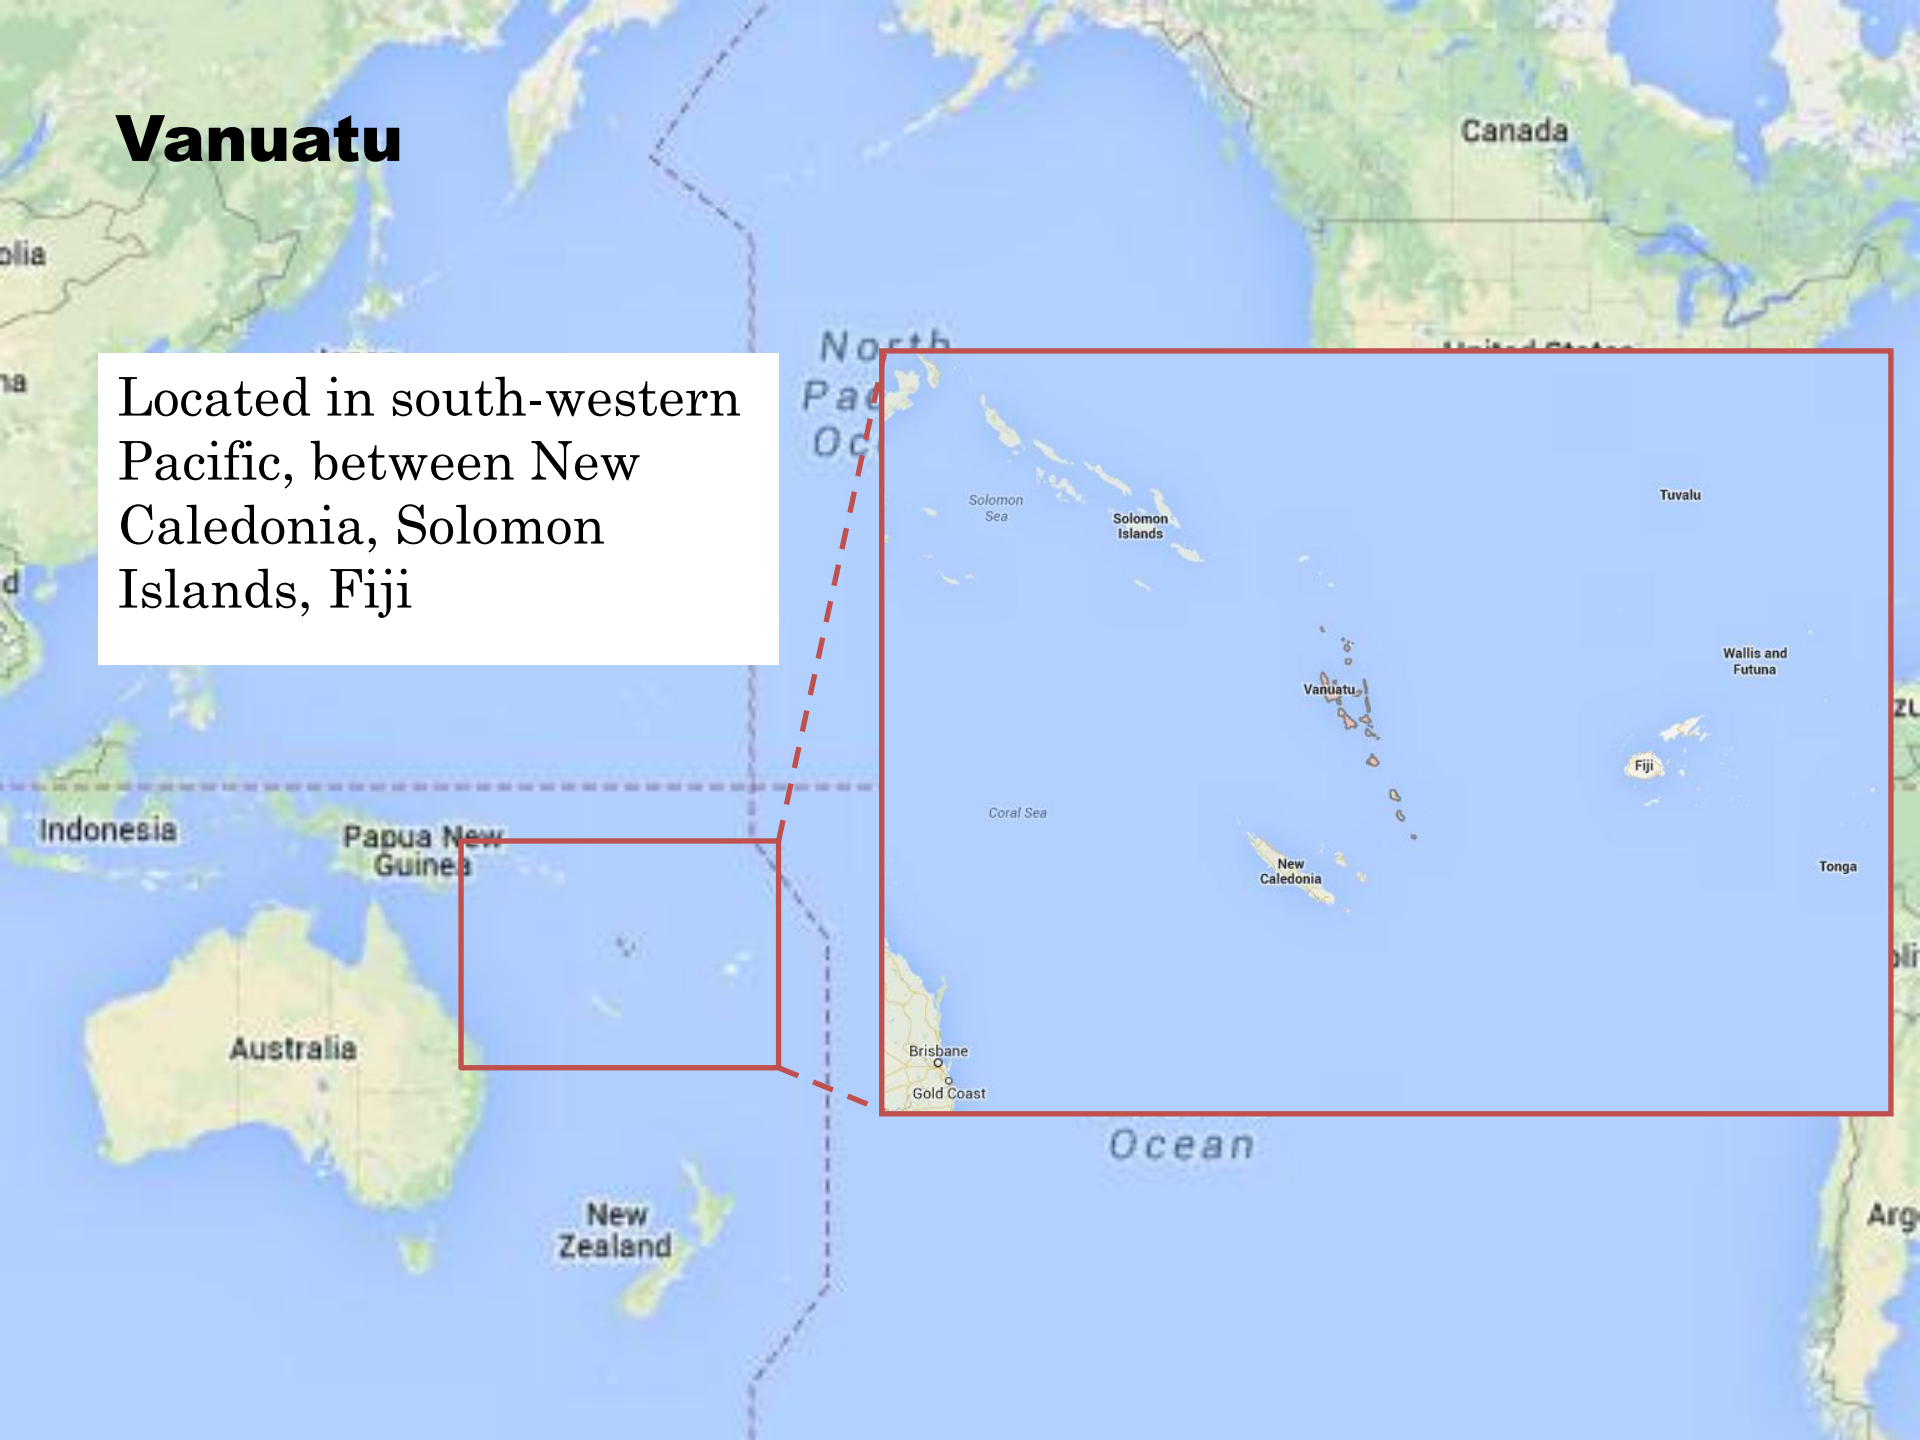 Vanuatu
Canada
Located in south-western
Pacific, between New
Caledonia, Solomon
Islands, Fiji
North
Solomon
Sea
Solomon
Islands
Tuvalu
Wallis and
Futuna
Vanuatu
Fiji
Coral Sea
New
Caledonia
Tonga
Brisbane
Gold Coast
Indonesia
Papua New
Guinea
Australia
New
Zealand
Ocean